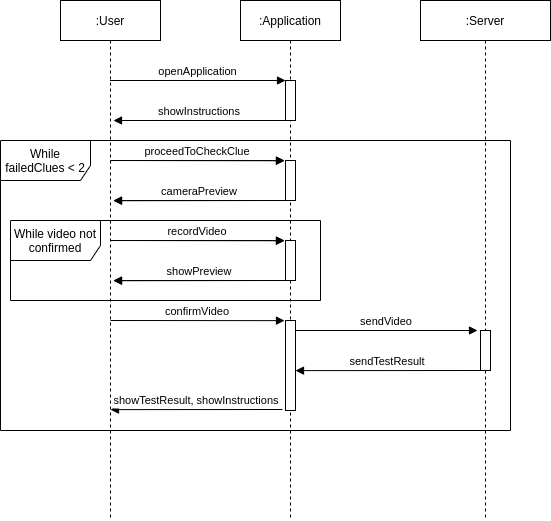 :User
:Application
:Server
openApplication
showInstructions
While
failedClues < 2
proceedToCheckClue
cameraPreview
While video not
confirmed
recordVideo
showPreview
confirmVideo
sendVideo
sendTestResult
showTestResult, showInstructions